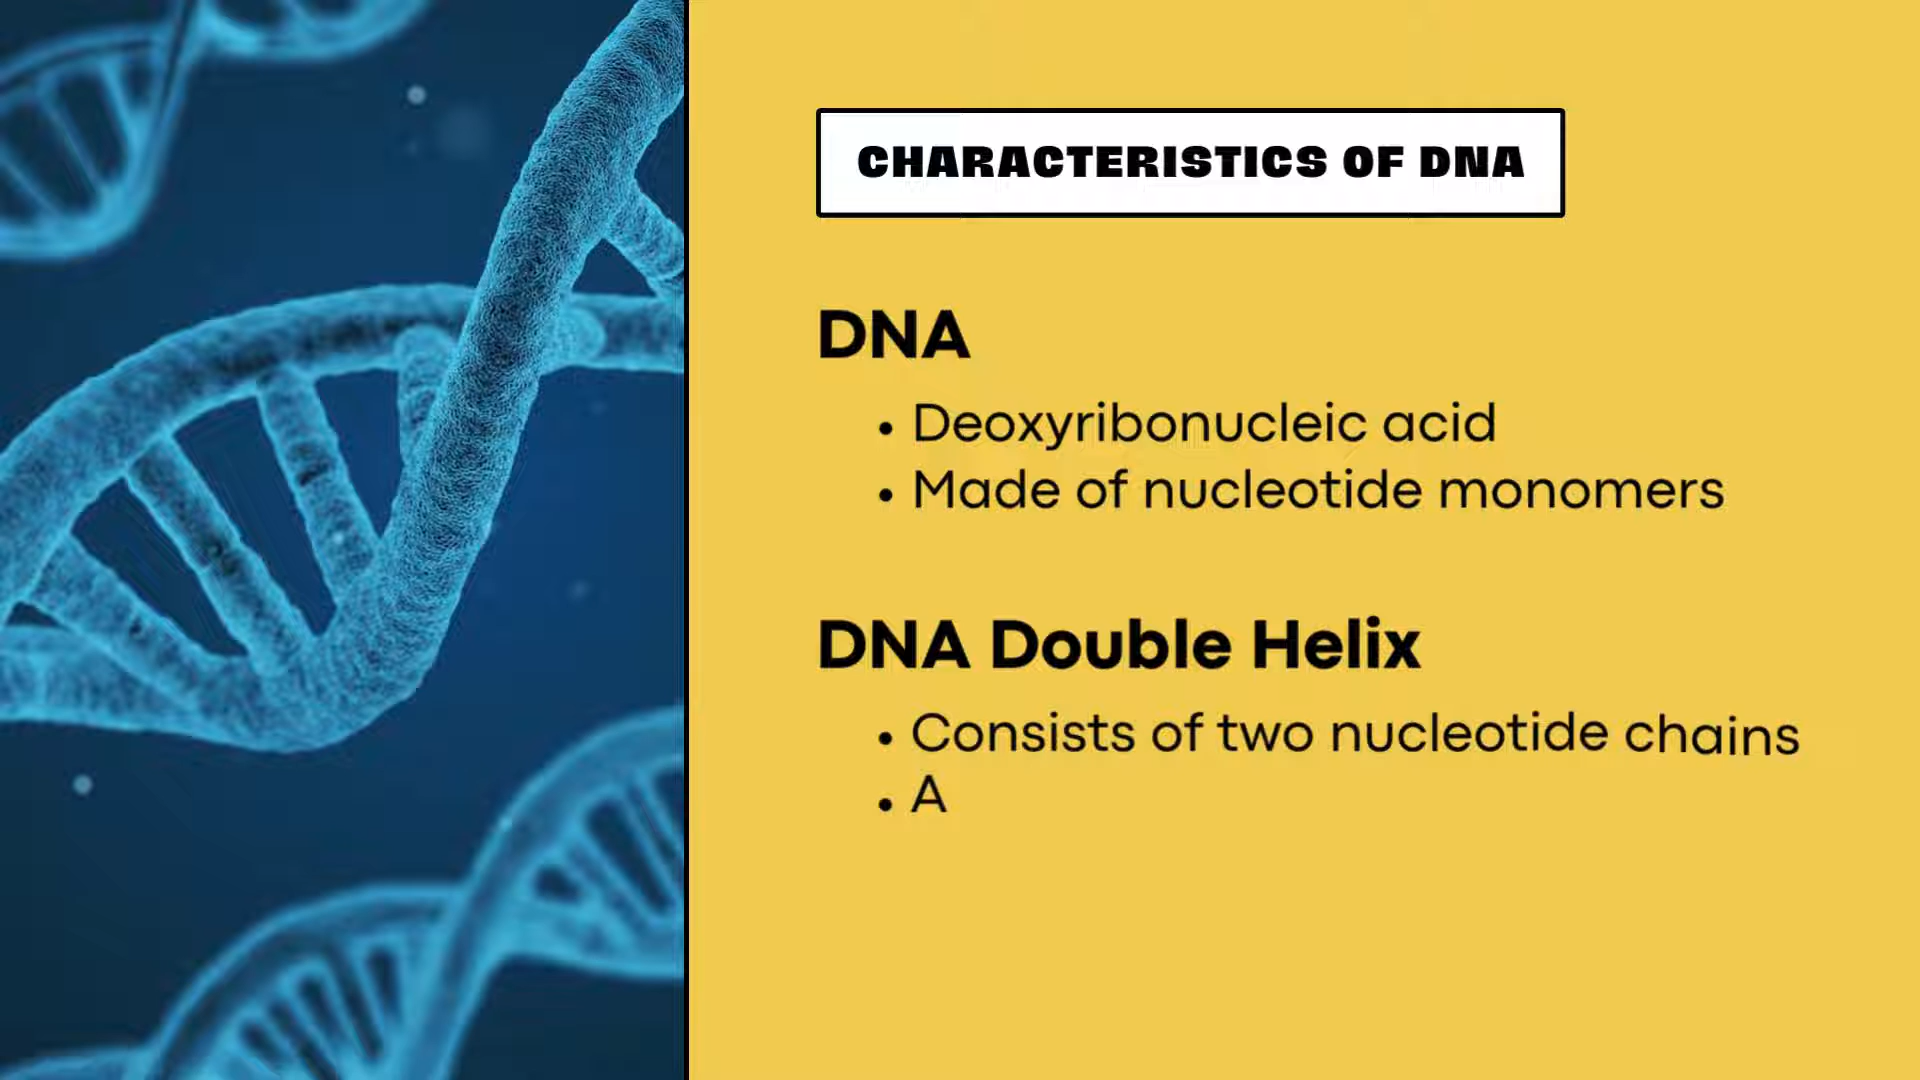 CHARACTERISTICS OF DNA
DNA
• Deoxyribonucleic acid
• Made of nucleotide monomers
DNA Double Helix
• Consists of two nucleotide chains
• A